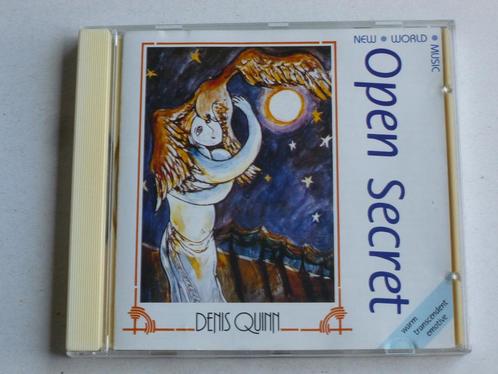 NEW • WORLD • MUSIC
Open Secret
DENIS QUINN
warm
transcendent
emotive